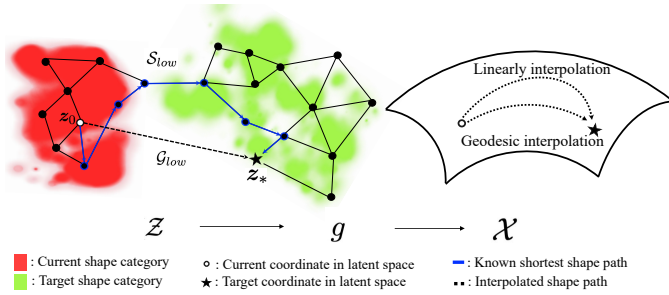 S_low
Linearly interpolation
z_0
Geodesic interpolation
G_low
z_*
Z g X
: Current shape category : Current coordinate in latent space : Known shortest shape path
: Target shape category : Target coordinate in latent space : Interpolated shape path